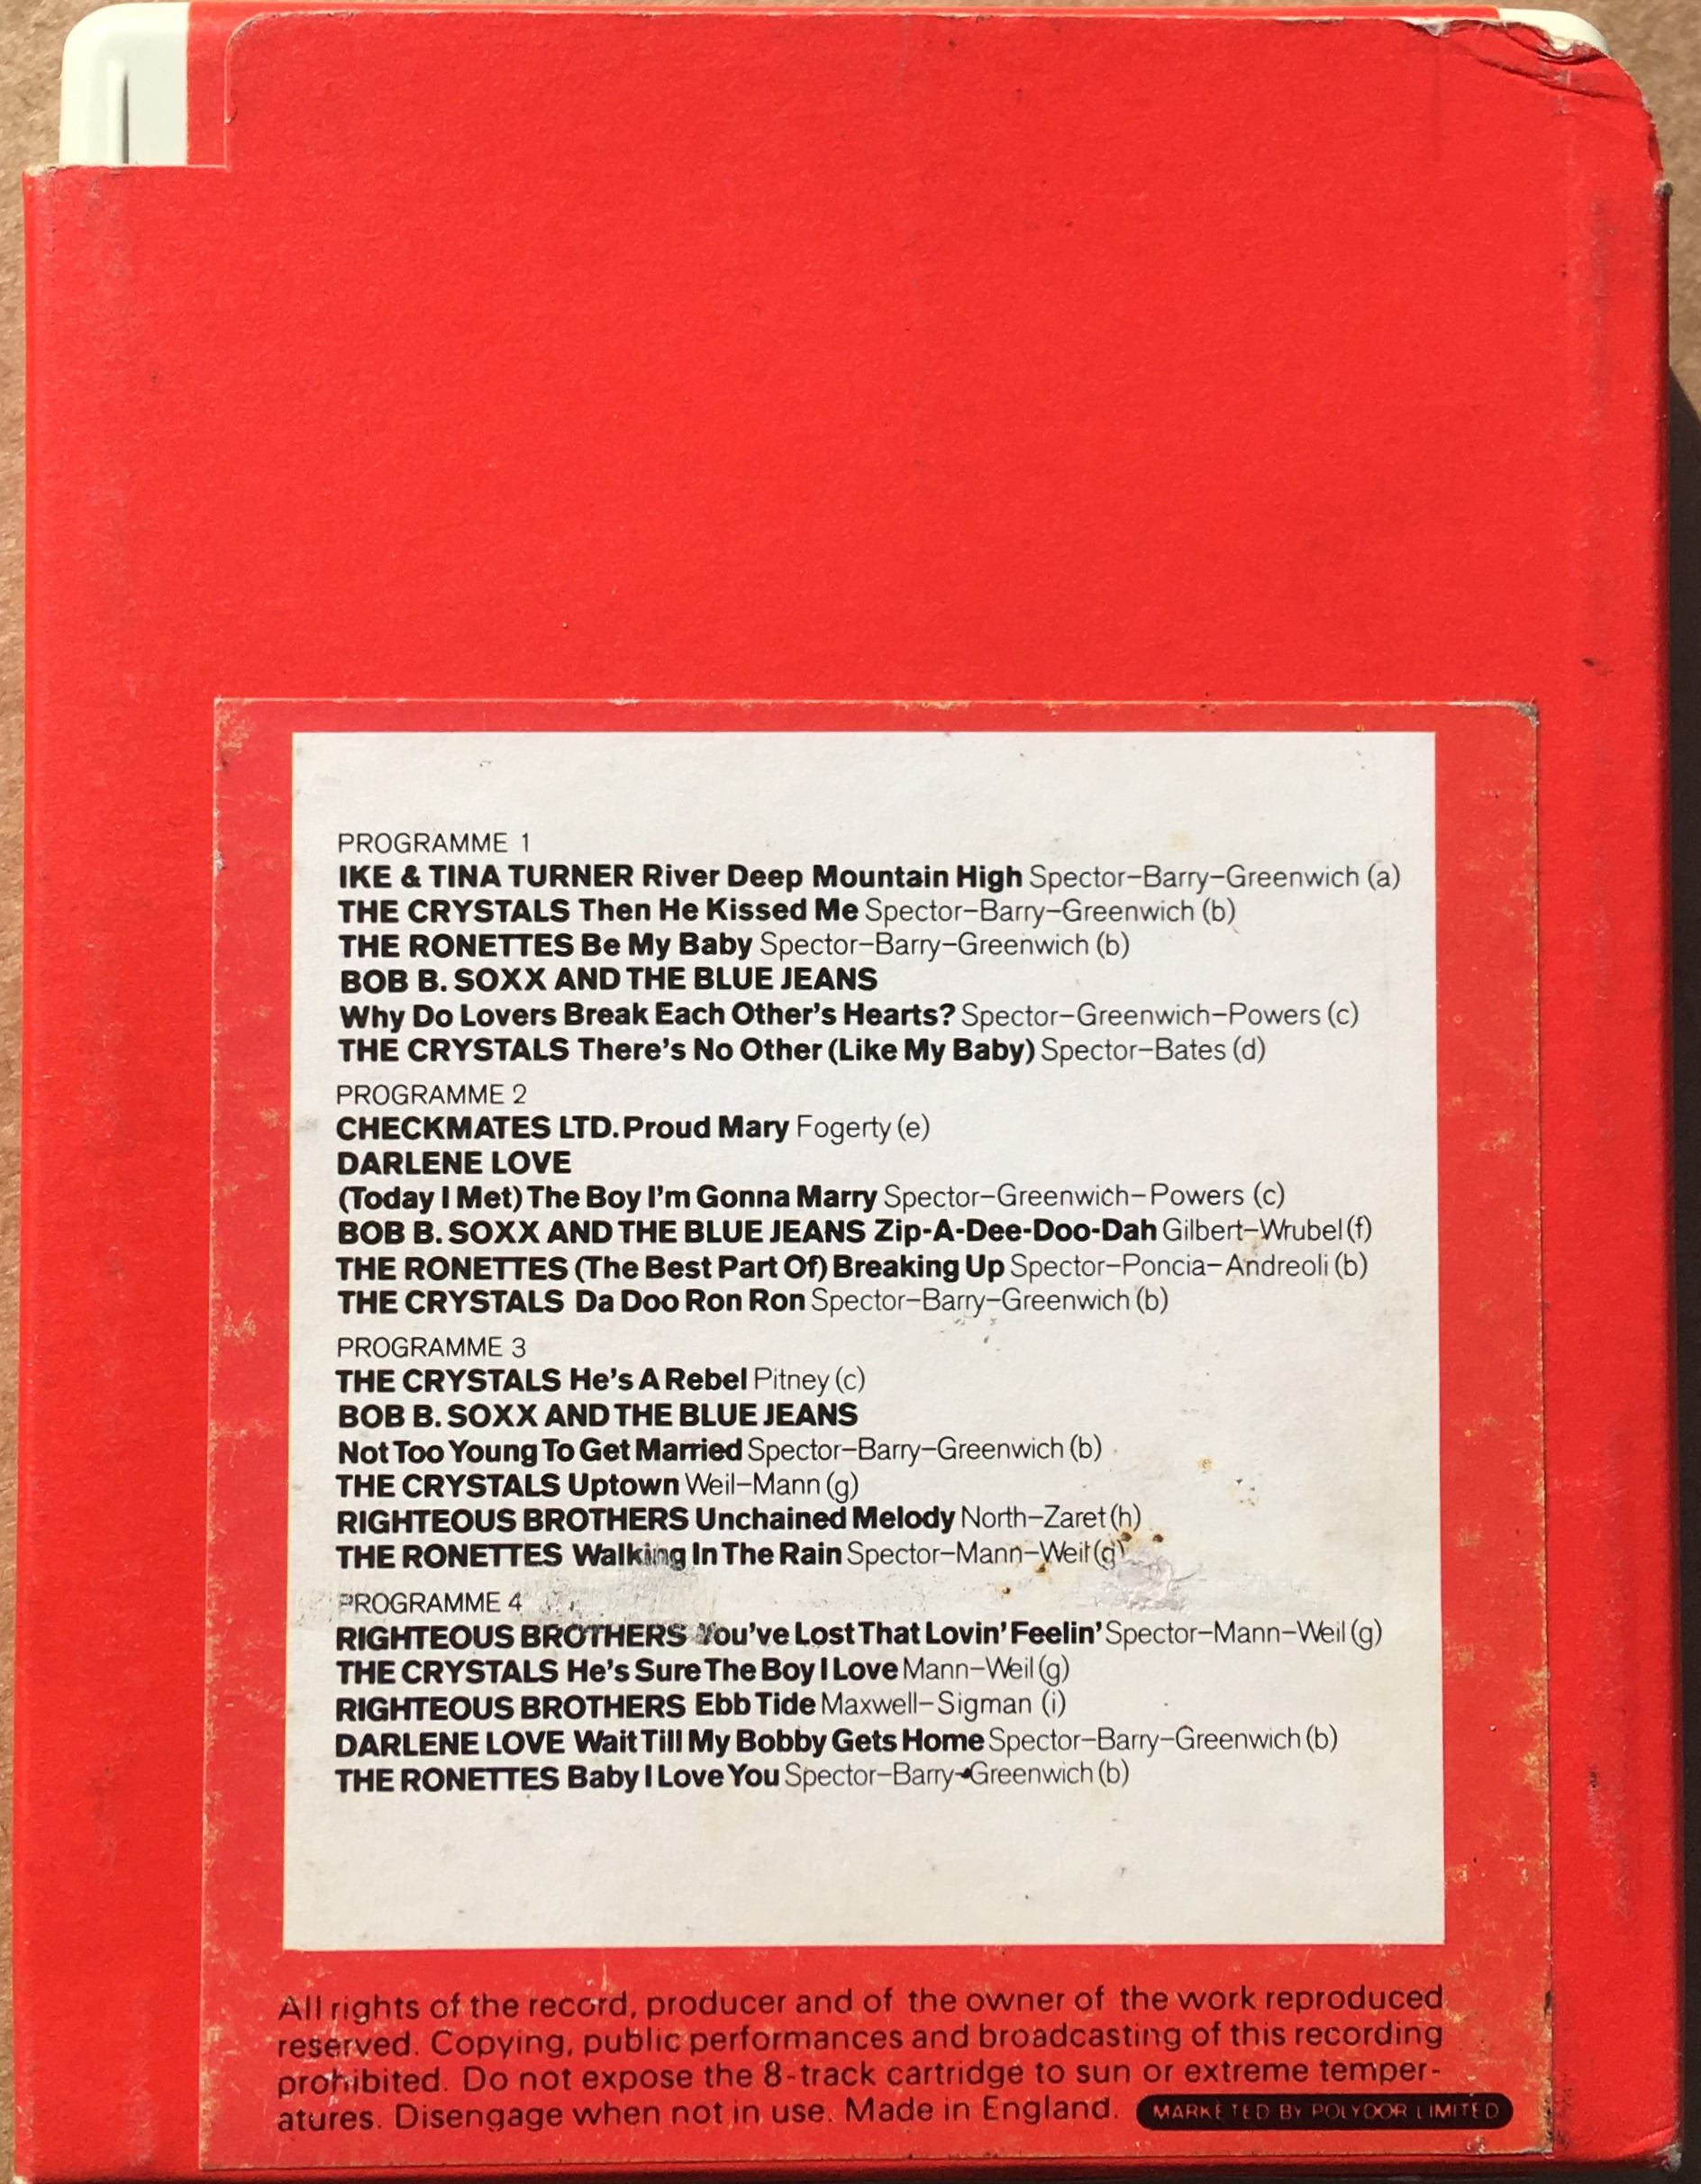 PROGRAMME 1
IKE & TINA TURNER River Deep Mountain High Spector-Barry-Greenwich (a)
THE CRYSTALS Then He Kissed Me Spector-Barry-Greenwich (b)
THE RONETTES Be My Baby Spector-Barry-Greenwich (b)
BOB B. SOXX AND THE BLUE JEANS
Why Do Lovers Break Each Other's Hearts? Spector-Greenwich-Powers (c)
THE CRYSTALS There's No Other (Like My Baby) Spector-Bates (d)
PROGRAMME 2
CHECKMATES LTD. Proud Mary Fogerty (e)
DARLENE LOVE
(Today I Met) The Boy I'm Gonna Marry Spector-Greenwich-Powers (c)
BOB B. SOXX AND THE BLUE JEANS Zip-A-Dee-Doo-Dah Gilbert-Wrubel (f)
THE RONETTES (The Best Part Of) Breaking Up Spector-Poncia-Andreoli (b)
THE CRYSTALS Da Doo Ron Ron Spector-Barry-Greenwich (b)
PROGRAMME 3
THE CRYSTALS He's A Rebel Pitney (c)
BOB B. SOXX AND THE BLUE JEANS
Not Too Young To Get Married Spector-Barry-Greenwich (b)
THE CRYSTALS Uptown Weil-Mann (g)
RIGHTEOUS BROTHERS Unchained Melody North-Zaret (h)
THE RONETTES Walking In The Rain Spector-Mann-Weil (g)
PROGRAMME 4
RIGHTEOUS BROTHERS You've Lost That Lovin' Feelin' Spector-Mann-Weil (g)
THE CRYSTALS He's Sure The Boy I Love Mann-Weil (g)
RIGHTEOUS BROTHERS Ebb Tide Maxwell-Sigman (i)
DARLENE LOVE Wait Till My Bobby Gets Home Spector-Barry-Greenwich (b)
THE RONETTES Baby I Love You Spector-Barry-Greenwich (b)
All rights of the record, producer and of the owner of the work reproduced
reserved. Copying, public performances and broadcasting of this recording
prohibited. Do not expose the 8-track cartridge to sun or extreme temper-
atures. Disengage when not in use. Made in England. MARKETED BY POLYDOR LIMITED